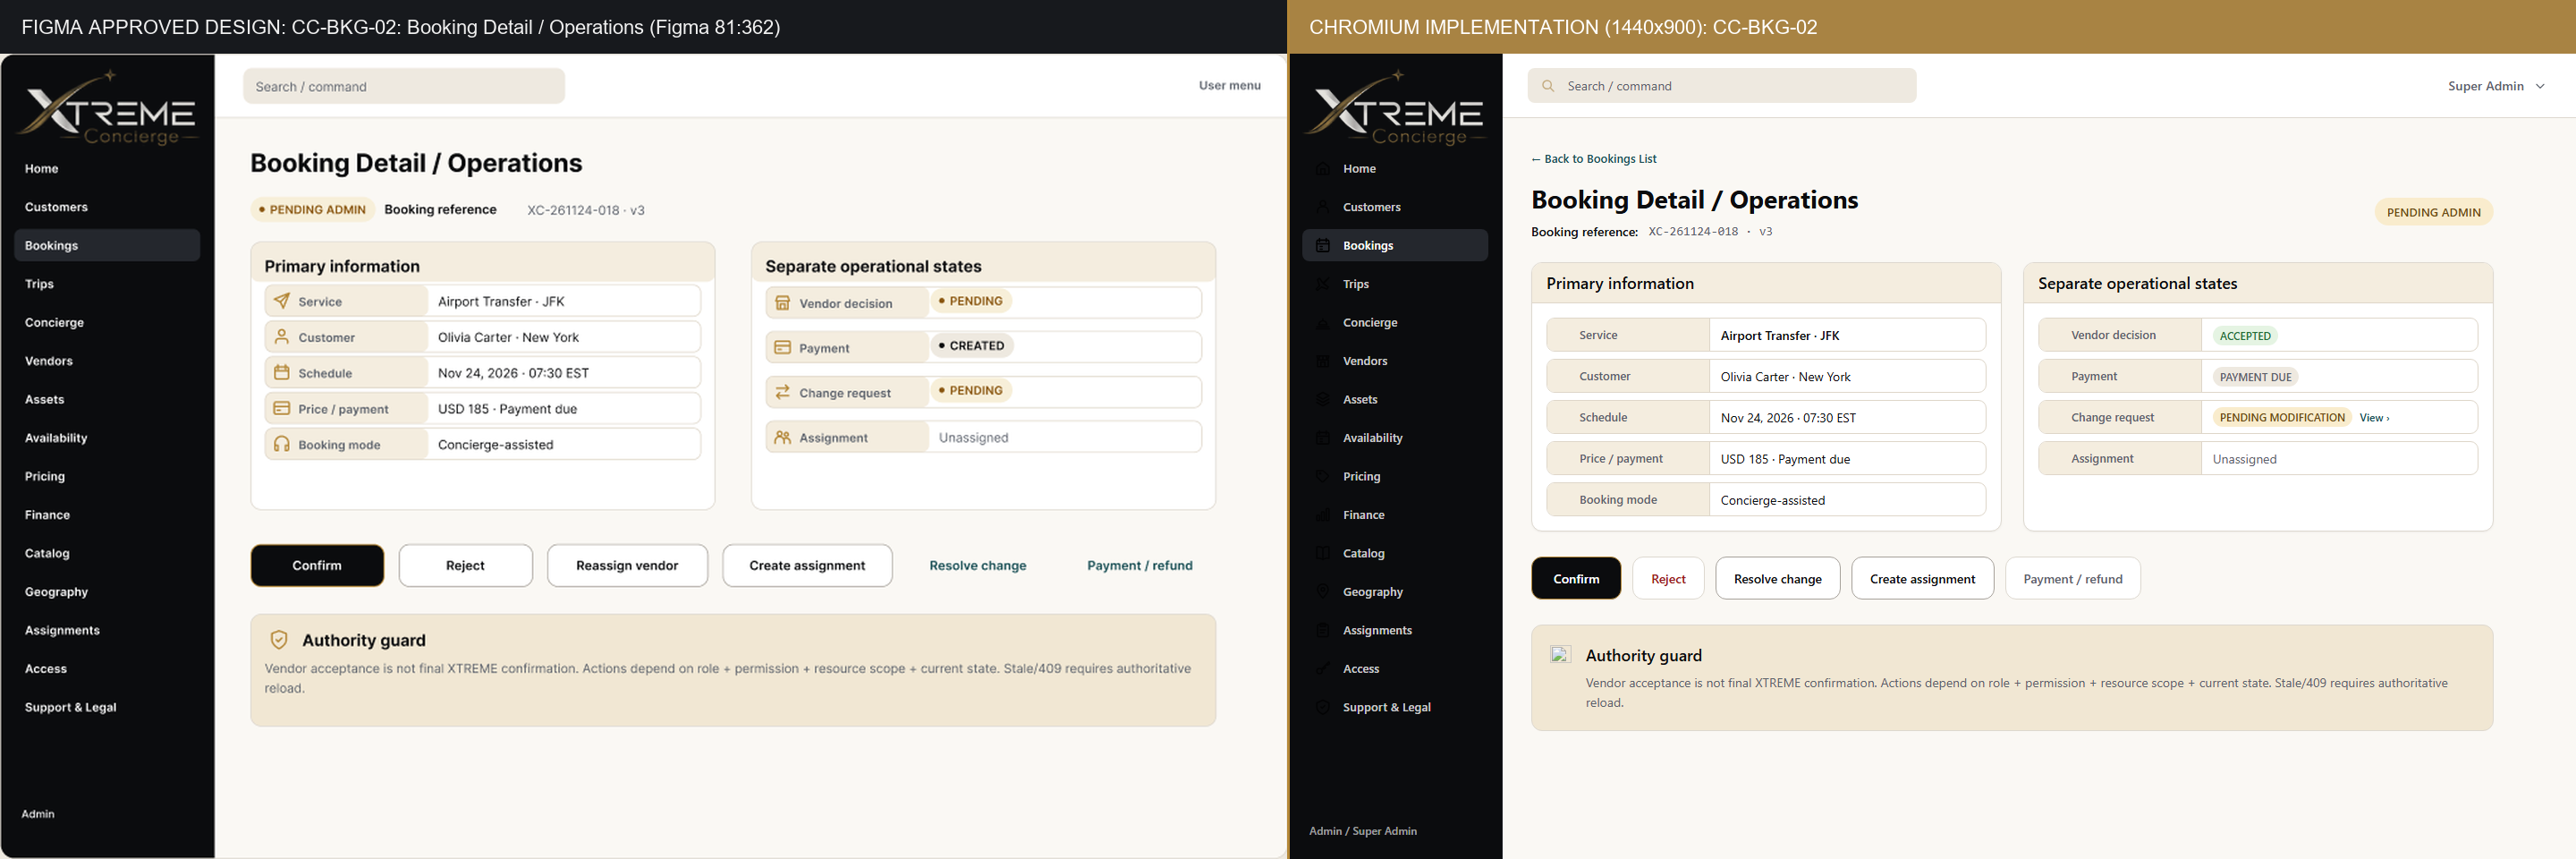 FIGMA APPROVED DESIGN: CC-BKG-02: Booking Detail / Operations (Figma 81:362)
XTREME
Concierge
Home
Customers
Bookings
Trips
Concierge
Vendors
Assets
Availability
Pricing
Finance
Catalog
Geography
Assignments
Access
Support & Legal
Admin
Search / command
User menu
Booking Detail / Operations
• PENDING ADMIN Booking reference XC-261124-018 · v3
Primary information
Service Airport Transfer · JFK
Customer Olivia Carter · New York
Schedule Nov 24, 2026 · 07:30 EST
Price / payment USD 185 · Payment due
Booking mode Concierge-assisted
Separate operational states
Vendor decision • PENDING
Payment • CREATED
Change request • PENDING
Assignment Unassigned
Confirm Reject Reassign vendor Create assignment Resolve change Payment / refund
Authority guard
Vendor acceptance is not final XTREME confirmation. Actions depend on role + permission + resource scope + current state. Stale/409 requires authoritative
reload.
CHROMIUM IMPLEMENTATION (1440x900): CC-BKG-02
XTREME
Concierge
Home
Customers
Bookings
Trips
Concierge
Vendors
Assets
Availability
Pricing
Finance
Catalog
Geography
Assignments
Access
Support & Legal
Admin / Super Admin
Search / command
Super Admin
← Back to Bookings List
Booking Detail / Operations
PENDING ADMIN
Booking reference: XC-261124-018 · v3
Primary information
Service Airport Transfer · JFK
Customer Olivia Carter · New York
Schedule Nov 24, 2026 · 07:30 EST
Price / payment USD 185 · Payment due
Booking mode Concierge-assisted
Separate operational states
Vendor decision ACCEPTED
Payment PAYMENT DUE
Change request PENDING MODIFICATION View ›
Assignment Unassigned
Confirm Reject Resolve change Create assignment Payment / refund
Authority guard
Vendor acceptance is not final XTREME confirmation. Actions depend on role + permission + resource scope + current state. Stale/409 requires authoritative
reload.